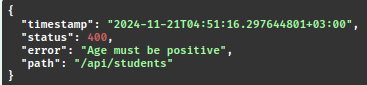 {
  "timestamp": "2024-11-21T04:51:16.297644801+03:00",
  "status": 400,
  "error": "Age must be positive",
  "path": "/api/students"
}